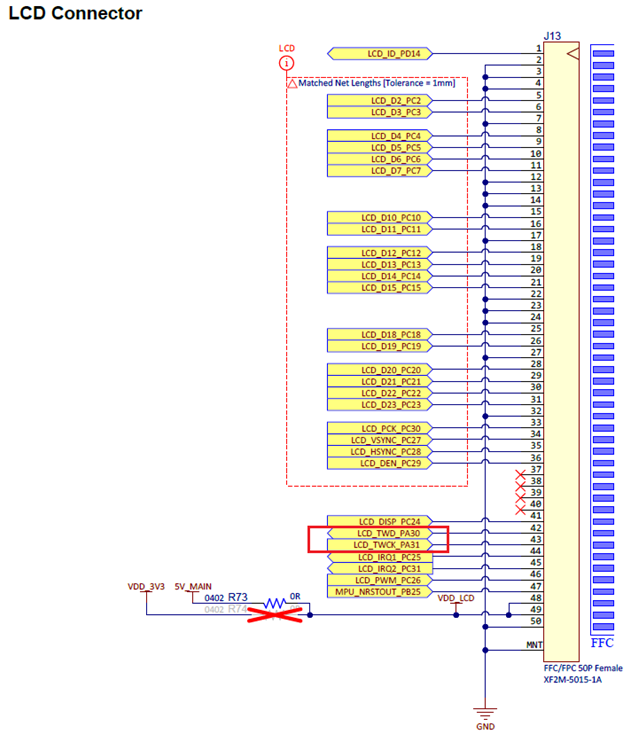 LCD Connector
J13
LCD
1
Matched Net Lengths [Tolerance = 1mm]
LCD_ID_PD14 1
2
3
4
LCD_D2_PC2 5
LCD_D3_PC3 6
7
LCD_D4_PC4 8
LCD_D5_PC5 9
LCD_D6_PC6 10
LCD_D7_PC7 11
12
13
14
LCD_D10_PC10 15
LCD_D11_PC11 16
17
LCD_D12_PC12 18
LCD_D13_PC13 19
LCD_D14_PC14 20
LCD_D15_PC15 21
22
23
24
LCD_D18_PC18 25
LCD_D19_PC19 26
27
LCD_D20_PC20 28
LCD_D21_PC21 29
LCD_D22_PC22 30
LCD_D23_PC23 31
32
LCD_PCK_PC30 33
LCD_VSYNC_PC27 34
LCD_HSYNC_PC28 35
LCD_DEN_PC29 36
37
38
39
40
LCD_DISP_PC24 41
LCD_TWD_PA30 42
LCD_TWCK_PA31 43
LCD_IRQ1_PC25 44
LCD_IRQ2_PC31 45
LCD_PWM_PC26 46
MPU_NRSTOUT_PB25 47
VDD_3V3 5V_MAIN
0402 R73 0R
0402 R74
VDD_LCD 48
49
50
MNT
FFC
FFC/FPC 50P Female
XF2M-5015-1A
GND